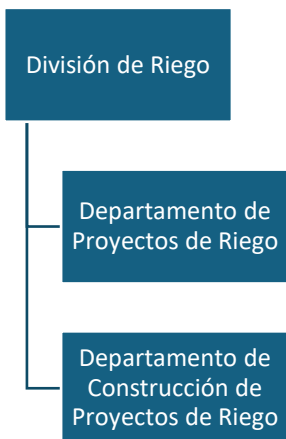 División de Riego
Departamento de
Proyectos de Riego
Departamento de
Construcción de
Proyectos de Riego